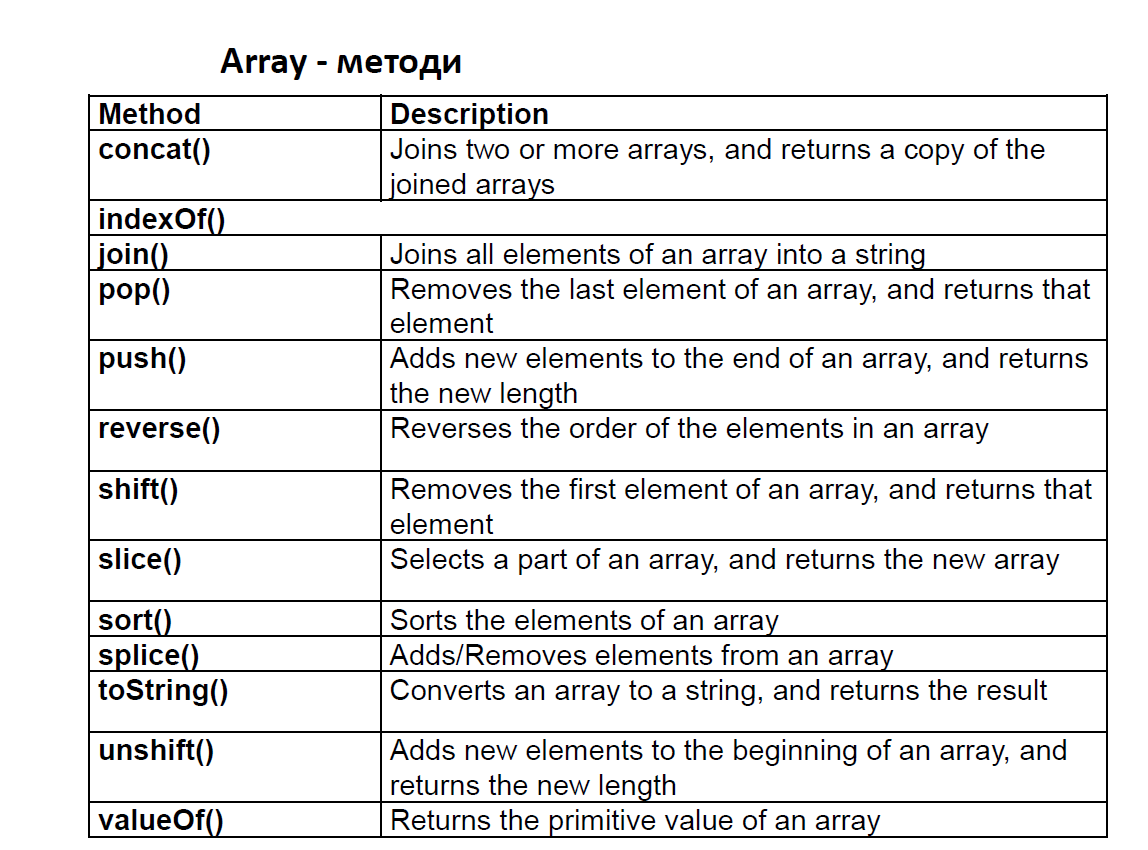 Array - методи
Method Description
concat() Joins two or more arrays, and returns a copy of the
joined arrays
indexOf()
join() Joins all elements of an array into a string
pop() Removes the last element of an array, and returns that
element
push() Adds new elements to the end of an array, and returns
the new length
reverse() Reverses the order of the elements in an array
shift() Removes the first element of an array, and returns that
element
slice() Selects a part of an array, and returns the new array
sort() Sorts the elements of an array
splice() Adds/Removes elements from an array
toString() Converts an array to a string, and returns the result
unshift() Adds new elements to the beginning of an array, and
returns the new length
valueOf() Returns the primitive value of an array